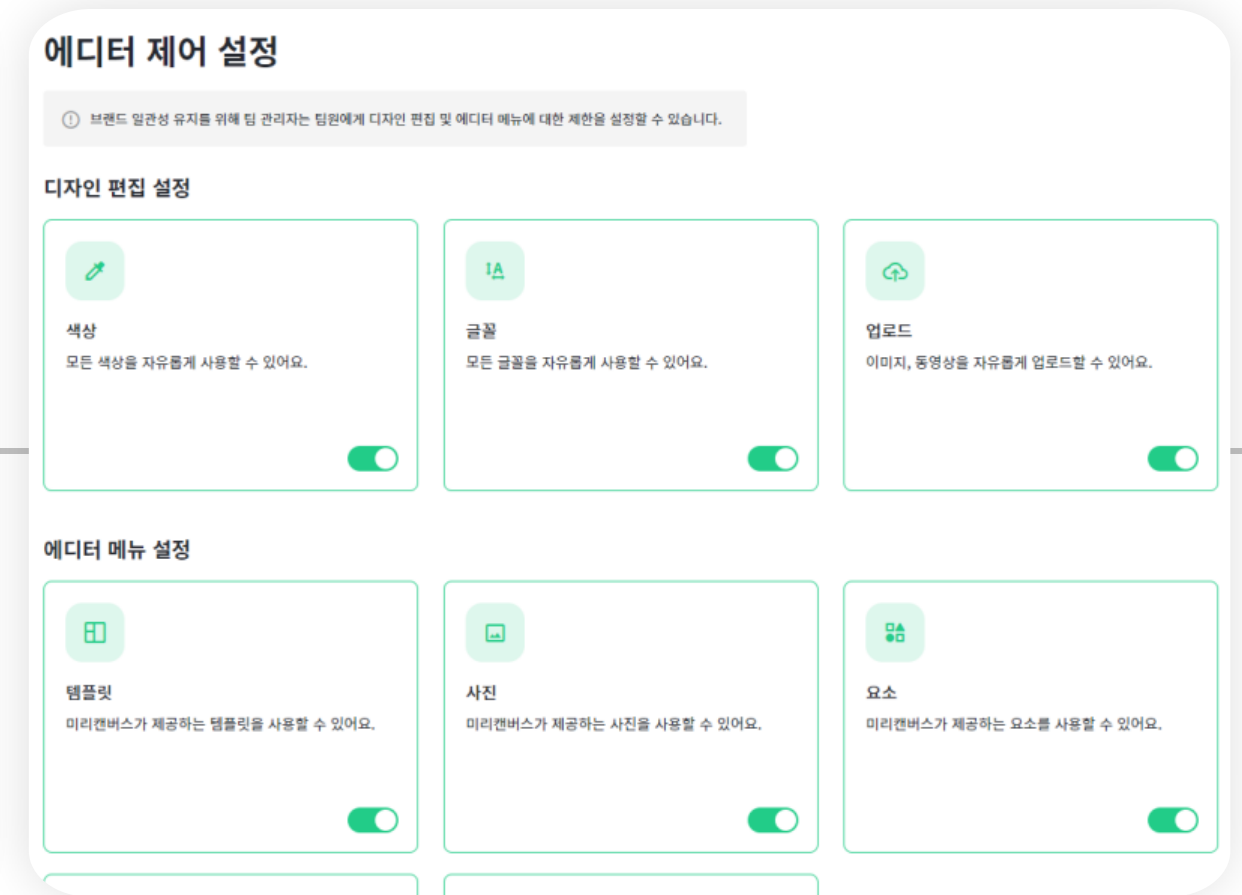 에디터 제어 설정
브랜드 일관성 유지를 위해 팀 관리자는 팀원에게 디자인 편집 및 에디터 메뉴에 대한 제한을 설정할 수 있습니다.
디자인 편집 설정
색상
모든 색상을 자유롭게 사용할 수 있어요.
글꼴
모든 글꼴을 자유롭게 사용할 수 있어요.
업로드
이미지, 동영상을 자유롭게 업로드할 수 있어요.
에디터 메뉴 설정
템플릿
미리캔버스가 제공하는 템플릿을 사용할 수 있어요.
사진
미리캔버스가 제공하는 사진을 사용할 수 있어요.
요소
미리캔버스가 제공하는 요소를 사용할 수 있어요.